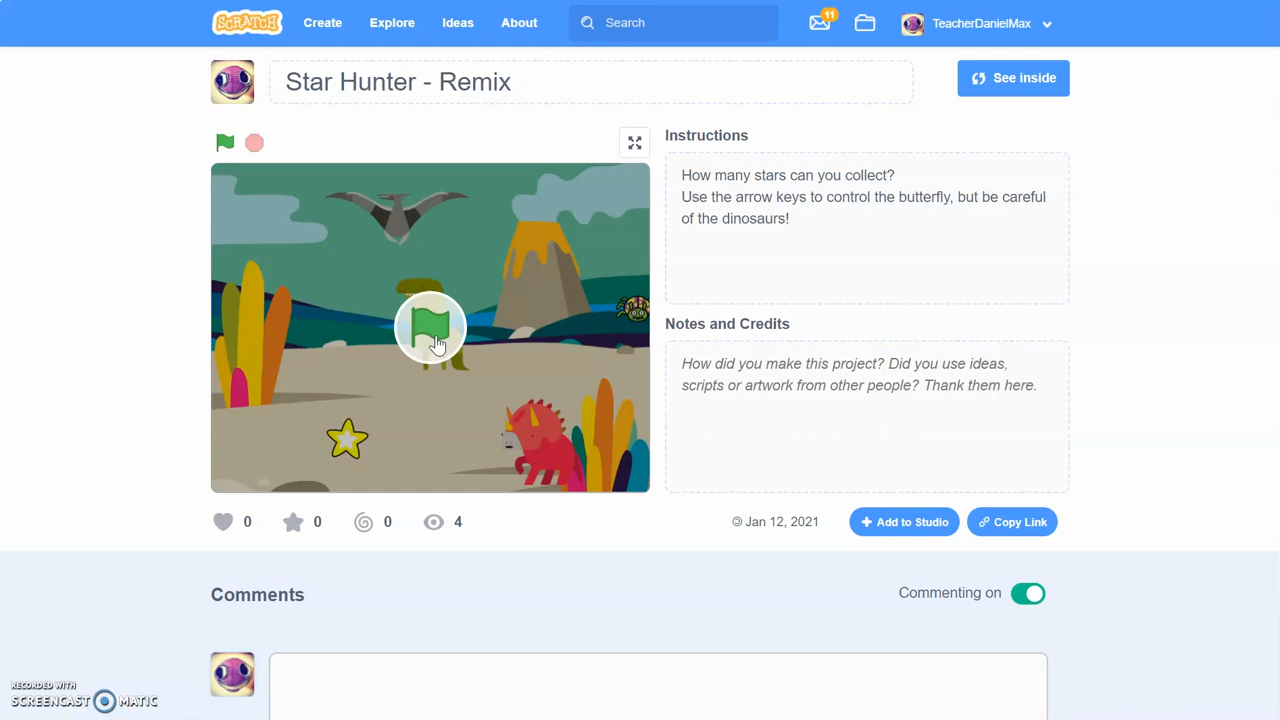 SCRATCH
Create
Explore
Ideas
About
Search
11
TeacherDanielMax
Star Hunter - Remix
See inside
Instructions
How many stars can you collect?
Use the arrow keys to control the butterfly, but be careful
of the dinosaurs!
Notes and Credits
How did you make this project? Did you use ideas,
scripts or artwork from other people? Thank them here.
0
0
0
4
© Jan 12, 2021
Add to Studio
Copy Link
Comments
Commenting on
RECORDED WITH
SCREENCAST MATIC